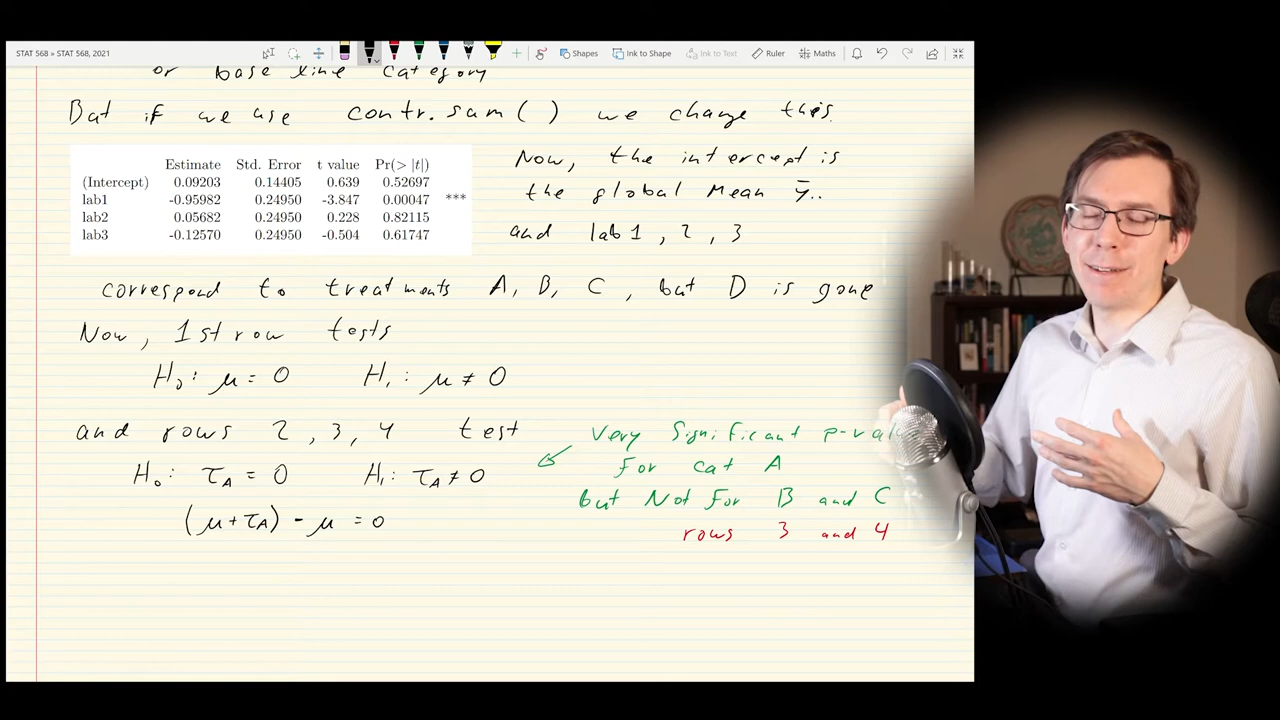 STAT 568 » STAT 568, 2021
Shapes
Ink to Shape
Ink to Text
Ruler
Maths
or base line category
But if we use contr.sum( ) we change this.
Estimate Std. Error t value Pr(> |t|)
(Intercept) 0.09203 0.14405 0.639 0.52697
lab1 -0.95982 0.24950 -3.847 0.00047 ***
lab2 0.05682 0.24950 0.228 0.82115
lab3 -0.12570 0.24950 -0.504 0.61747
Now, the intercept is
the global Mean ȳ..
and lab1, 2, 3
correspond to treatments A, B, C, but D is gone
Now, 1st row tests
H₀: μ = 0 H₁: μ ≠ 0
and rows 2, 3, 4 test
H₀: τ_A = 0 H₁: τ_A ≠ 0
(μ + τ_A) - μ = 0
Very Significant p-val
for cat A
but Not for B and C
rows 3 and 4